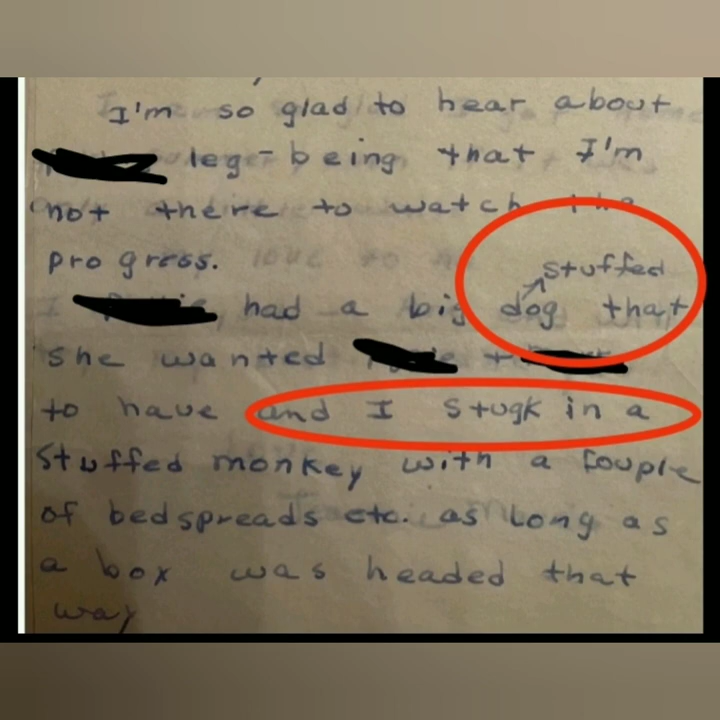 I'm so glad to hear about
leg-being that I'm
not there to watch the
progress.
stuffed
I had a big dog that
she wanted
to have and I stuck in a
stuffed monkey with a couple
of bedspreads etc. as long as
a box was headed that
way